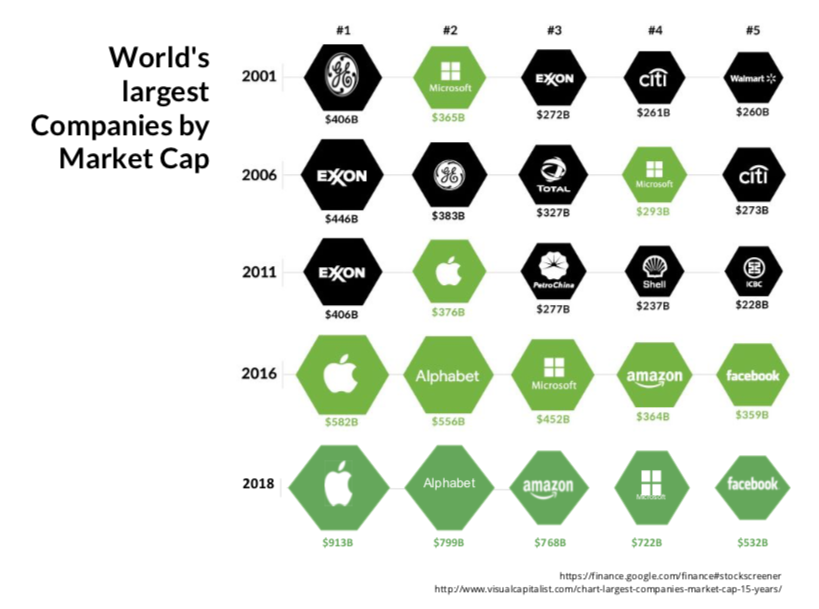 World's
largest
Companies by
Market Cap
#1 #2 #3 #4 #5
2001
GE Microsoft EXXON citi Walmart
$406B $365B $272B $261B $260B
2006
EXXON GE TOTAL Microsoft citi
$446B $383B $327B $293B $273B
2011
EXXON PetroChina Shell ICBC
$406B $376B $277B $237B $228B
2016
Alphabet Microsoft amazon facebook
$582B $556B $452B $364B $359B
2018
Alphabet amazon Microsoft facebook
$913B $799B $768B $722B $532B
https://finance.google.com/finance#stockscreener
http://www.visualcapitalist.com/chart-largest-companies-market-cap-15-years/